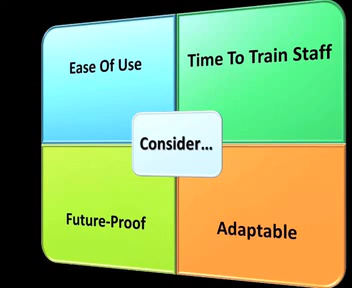 Ease Of Use
Time To Train Staff
Consider...
Future-Proof
Adaptable